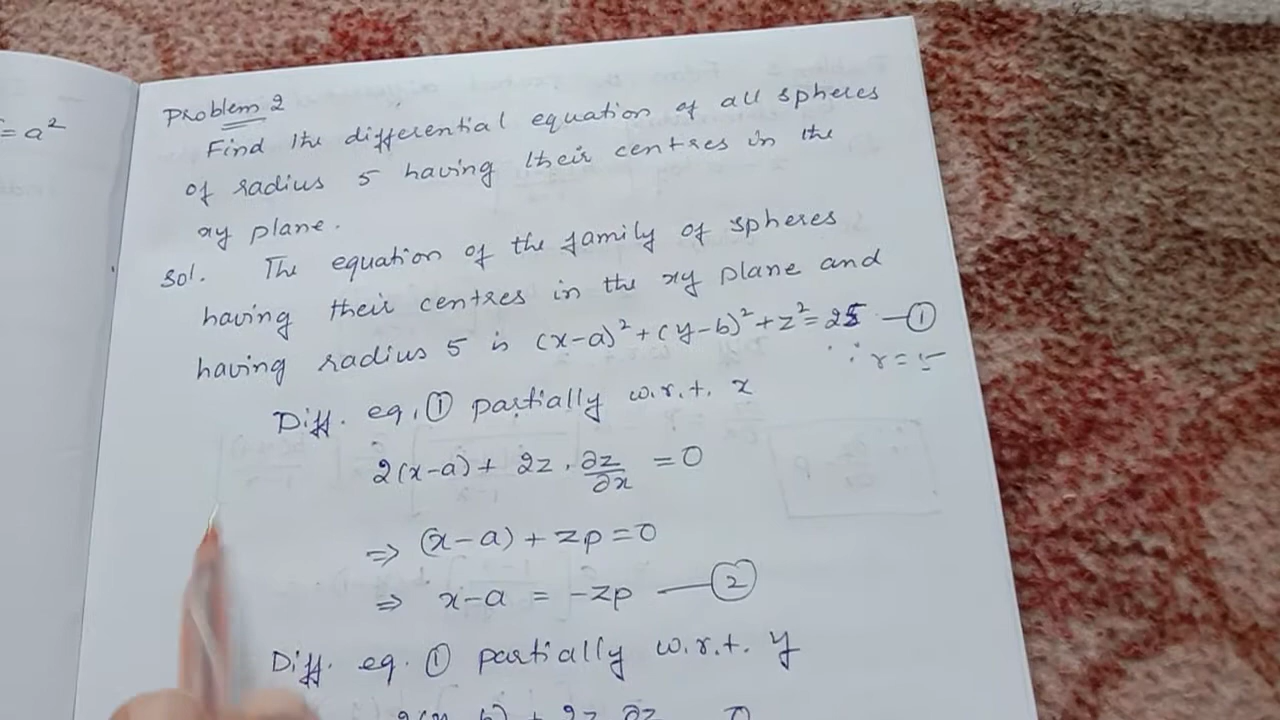 = a²
Problem 2
Find the differential equation of all spheres
of radius 5 having their centres in the
xy plane.
Sol. The equation of the family of spheres
having their centres in the xy plane and
having radius 5 is (x-a)²+(y-b)²+z²=25 —①
∵ r=5
Diff. eq. ① partially w.r.t. x
2(x-a)+ 2z . ∂z/∂x = 0
⇒ (x-a)+zp=0
⇒ x-a = -zp —②
Diff. eq. ① partially w.r.t. y